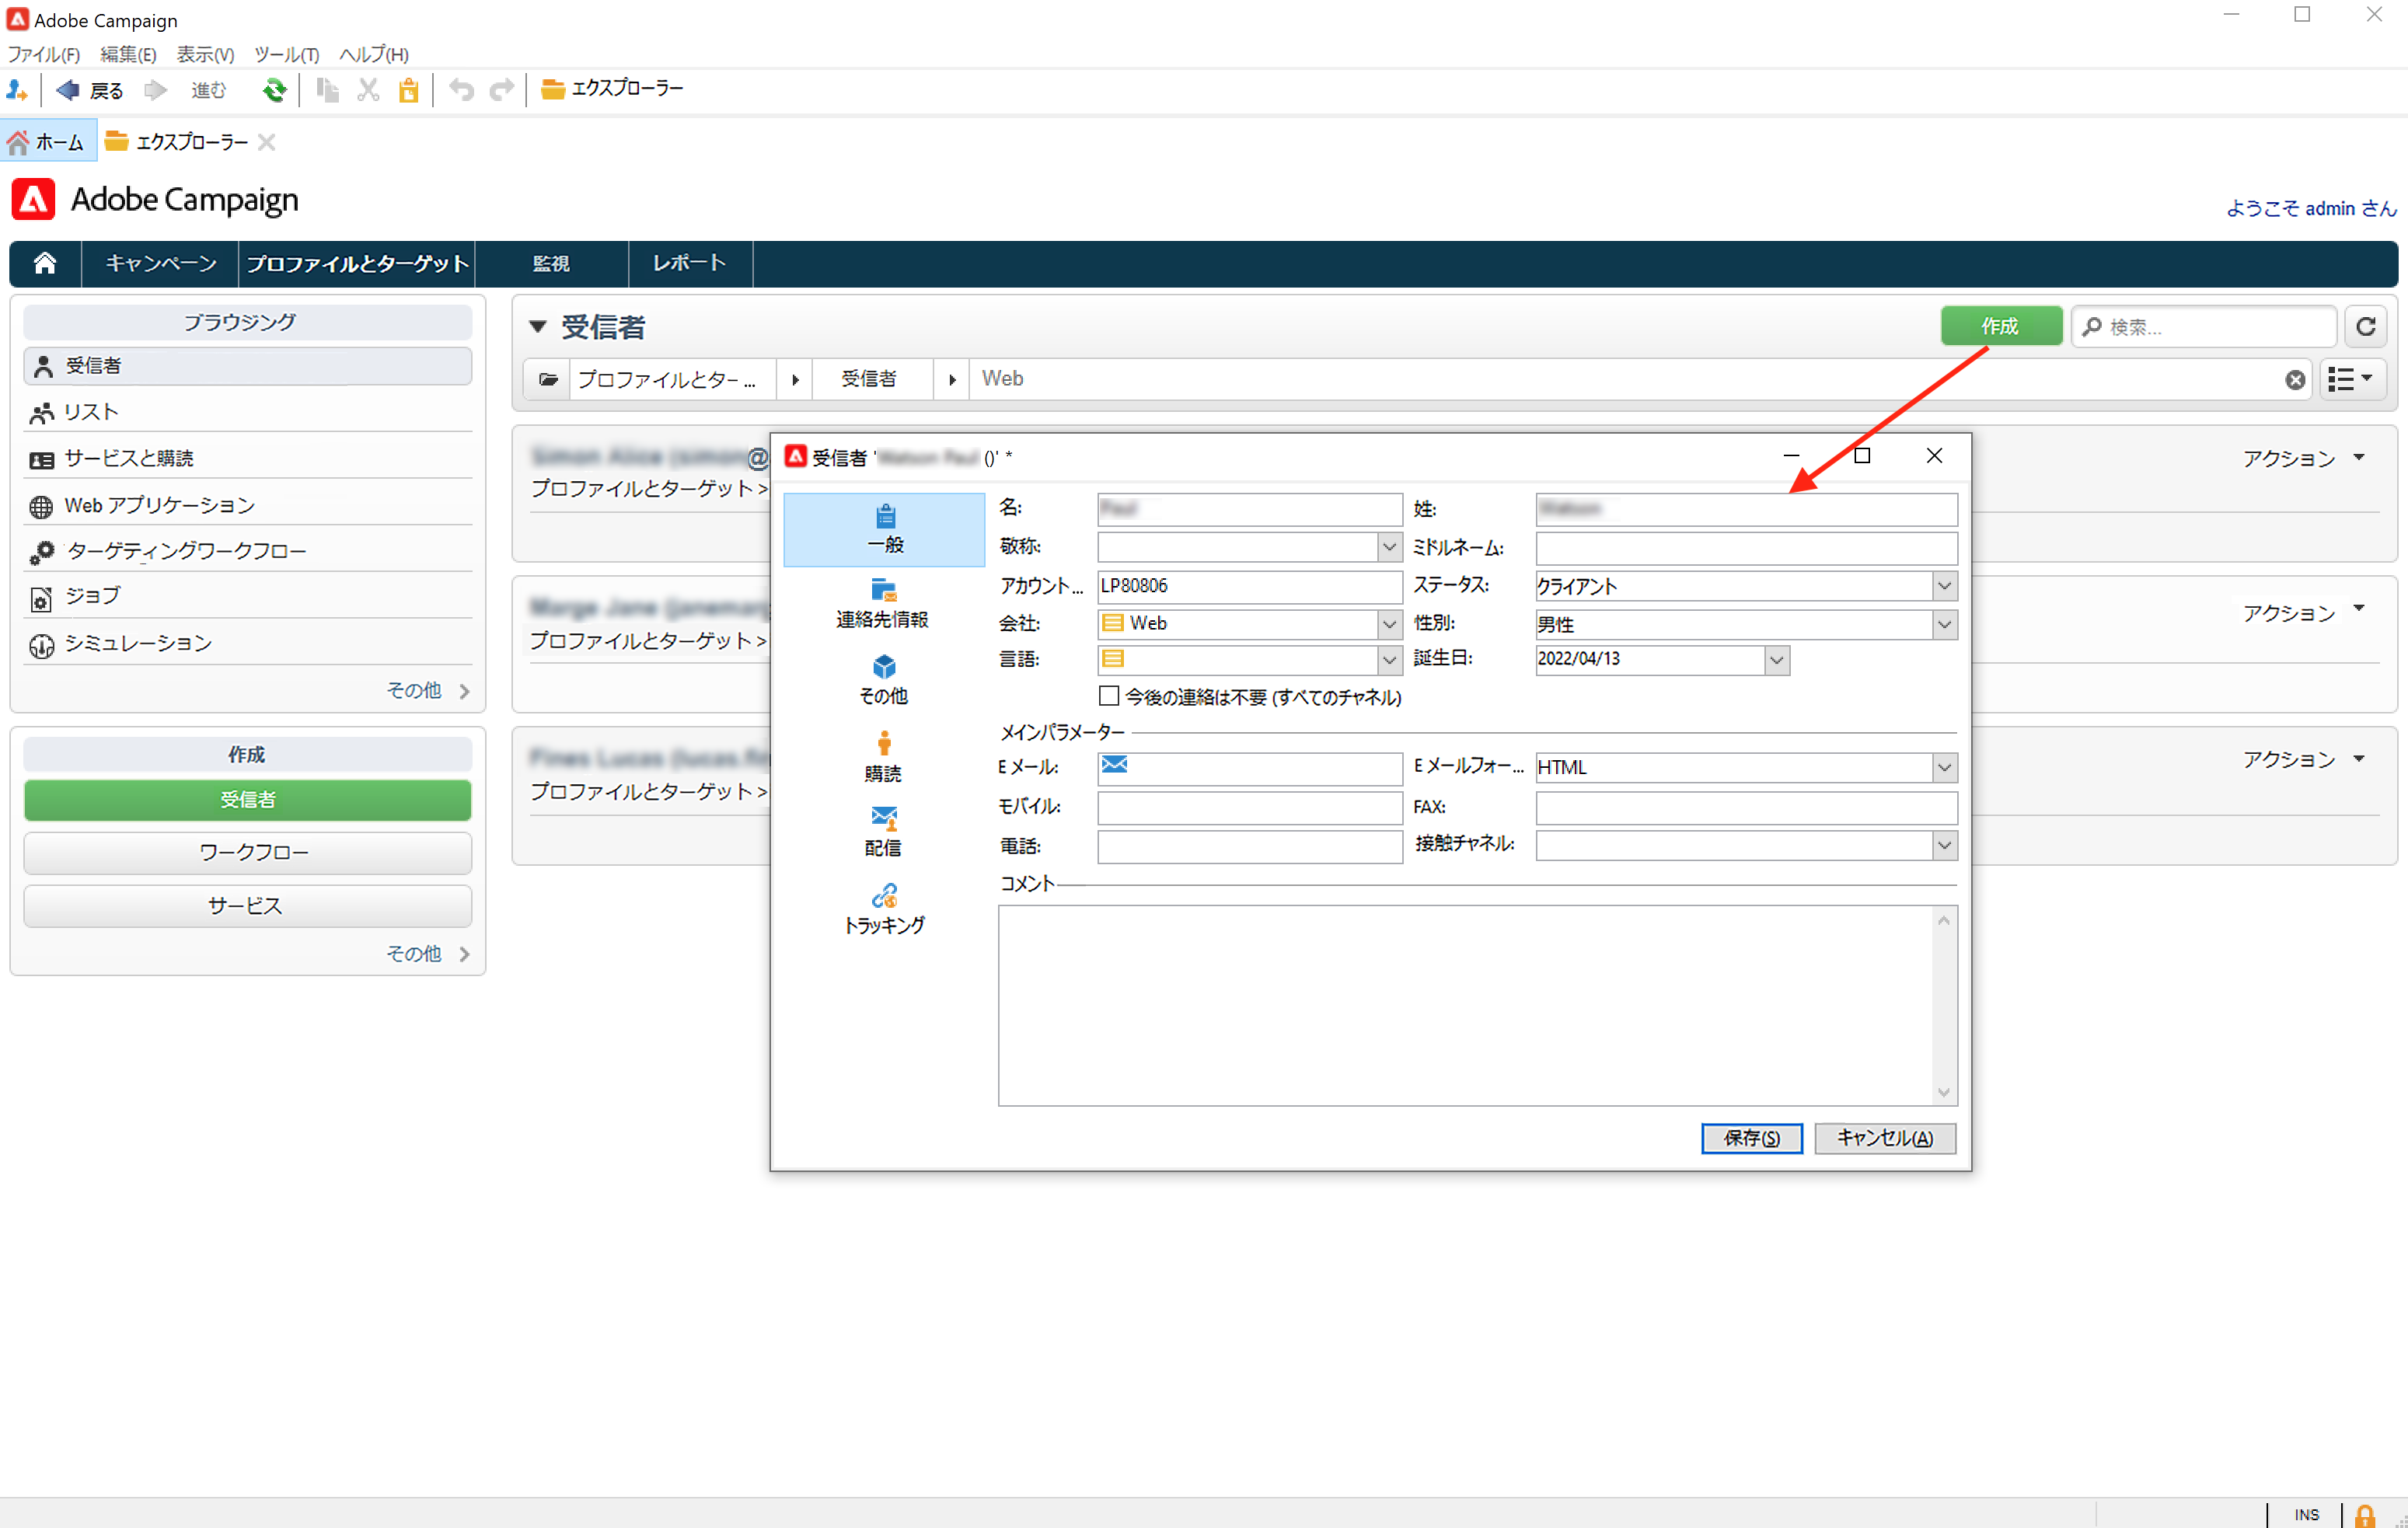 Adobe Campaign
ファイル(F) 編集(E) 表示(V) ツール(T) ヘルプ(H)
戻る 進む エクスプローラー
ホーム エクスプローラー
Adobe Campaign
ようこそ admin さん
キャンペーン プロファイルとターゲット 監視 レポート
ブラウジング
受信者
リスト
サービスと購読
Web アプリケーション
ターゲティングワークフロー
ジョブ
シミュレーション
その他
作成
受信者
ワークフロー
サービス
その他
受信者
作成 検索...
プロファイルとター ... 受信者 Web
Simon Alice (simon@
プロファイルとターゲット >
アクション
Marge Jane (janemarg
プロファイルとターゲット >
アクション
Fines Lucas (lucas.fin
プロファイルとターゲット >
アクション
受信者 'Watson Paul ()' *
一般
連絡先情報
その他
購読
配信
トラッキング
名: Paul 姓: Watson
敬称: ミドルネーム:
アカウント... LP80806 ステータス: クライアント
会社: Web 性別: 男性
言語: 誕生日: 2022/04/13
今後の連絡は不要 (すべてのチャネル)
メインパラメーター
E メール: E メールフォー... HTML
モバイル: FAX:
電話: 接触チャネル:
コメント
保存(S) キャンセル(A)
INS